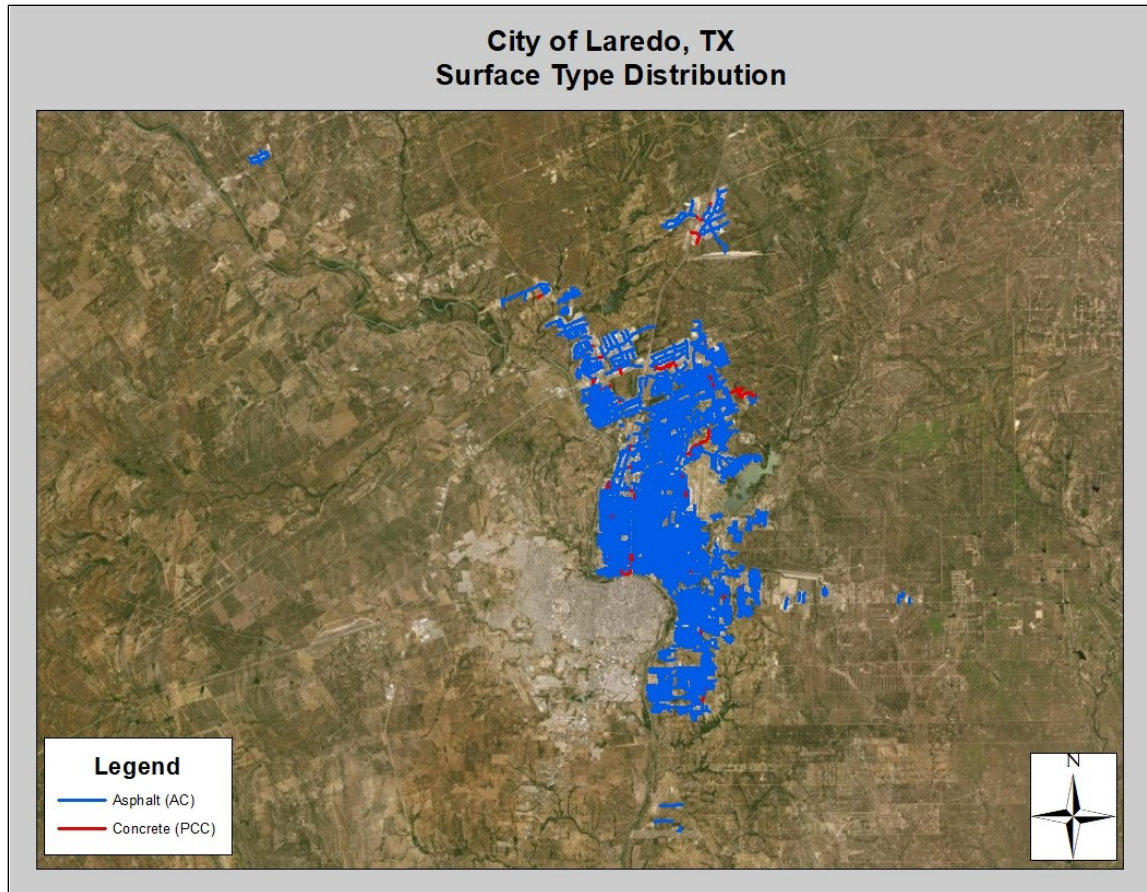 City of Laredo, TX
Surface Type Distribution
Legend
Asphalt (AC)
Concrete (PCC)
N